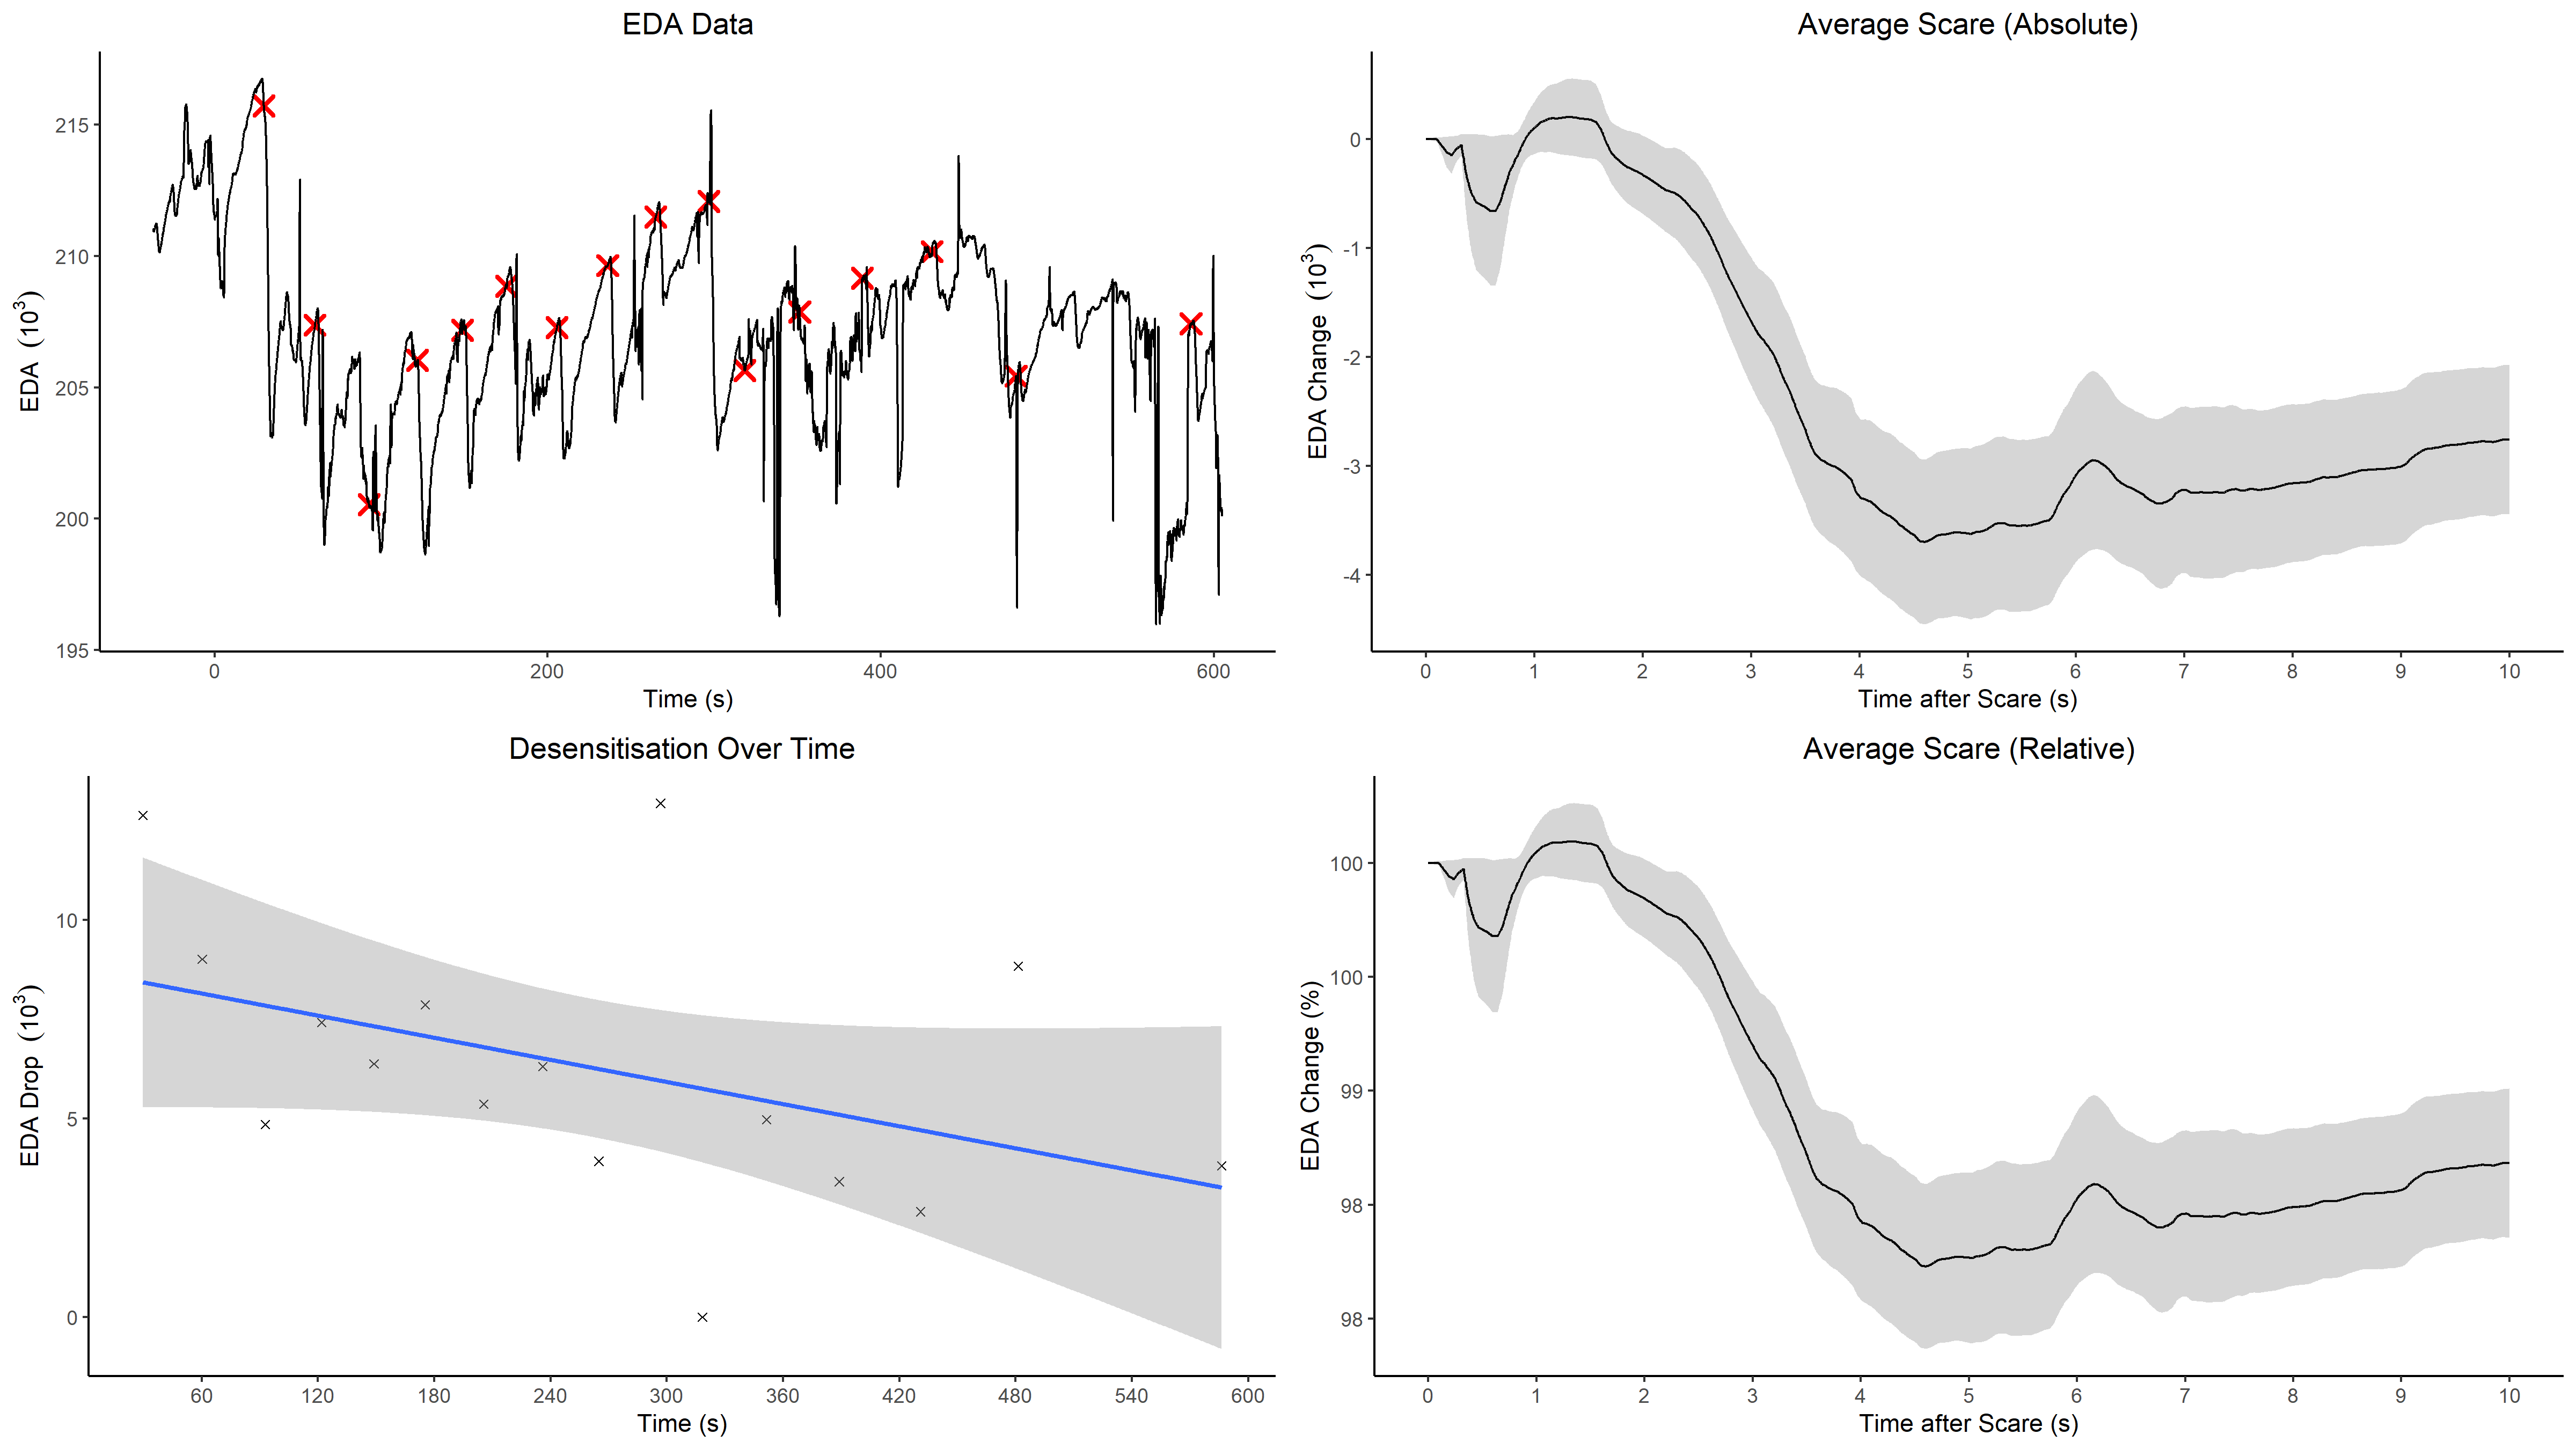 EDA Data
EDA (10³)
215
210
205
200
195
0 200 400 600
Time (s)
Average Scare (Absolute)
EDA Change (10³)
0
-1
-2
-3
-4
0 1 2 3 4 5 6 7 8 9 10
Time after Scare (s)
Desensitisation Over Time
EDA Drop (10³)
10
5
0
60 120 180 240 300 360 420 480 540 600
Time (s)
Average Scare (Relative)
EDA Change (%)
100
100
99
98
98
0 1 2 3 4 5 6 7 8 9 10
Time after Scare (s)